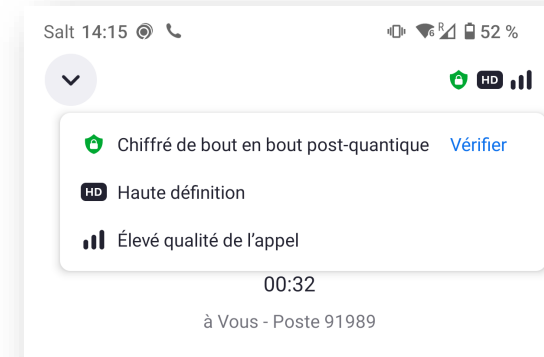 Salt 14:15 6 R 52 %
HD
Chiffré de bout en bout post-quantique Vérifier
HD Haute définition
Élevé qualité de l'appel
00:32
à Vous - Poste 91989